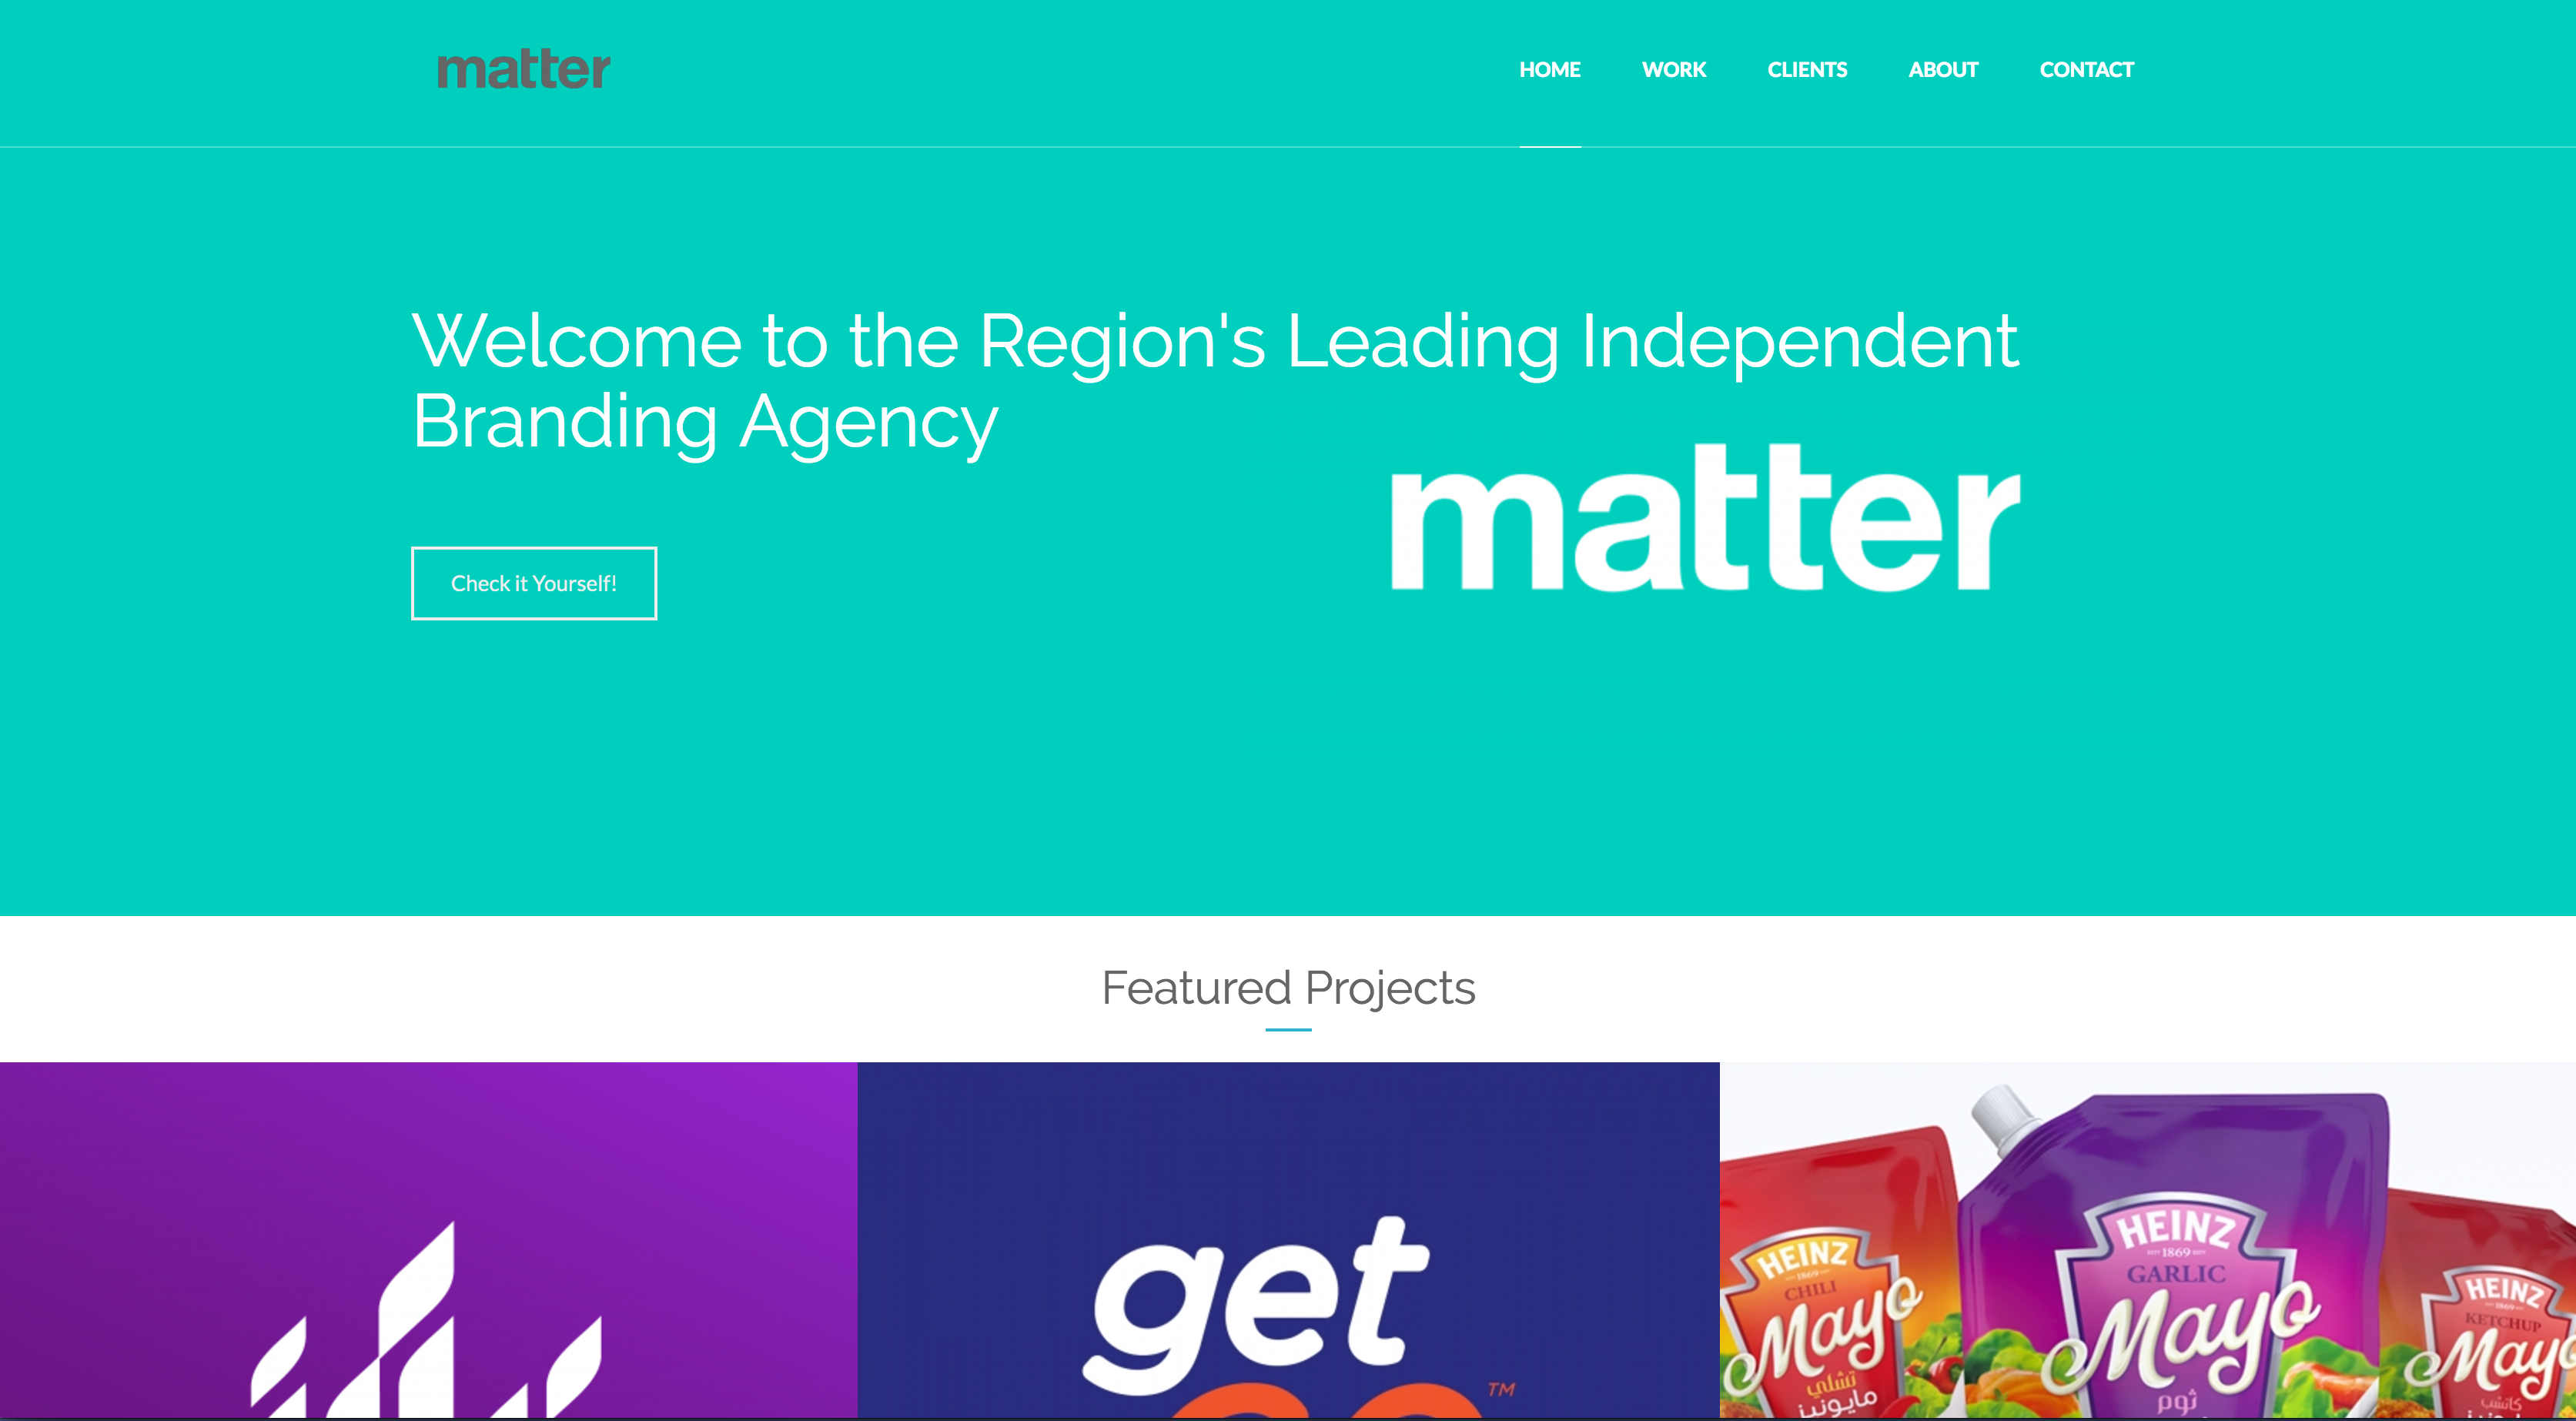 matter
HOME WORK CLIENTS ABOUT CONTACT
Welcome to the Region's Leading Independent
Branding Agency
matter
Check it Yourself!
Featured Projects
get
TM
HEINZ
ESTD 1869
CHILI
Mayo
تشلي
مايونيز
HEINZ
1869
GARLIC
Mayo
ثوم
HEINZ
1869
KETCHUP
Mayo
كاتشب